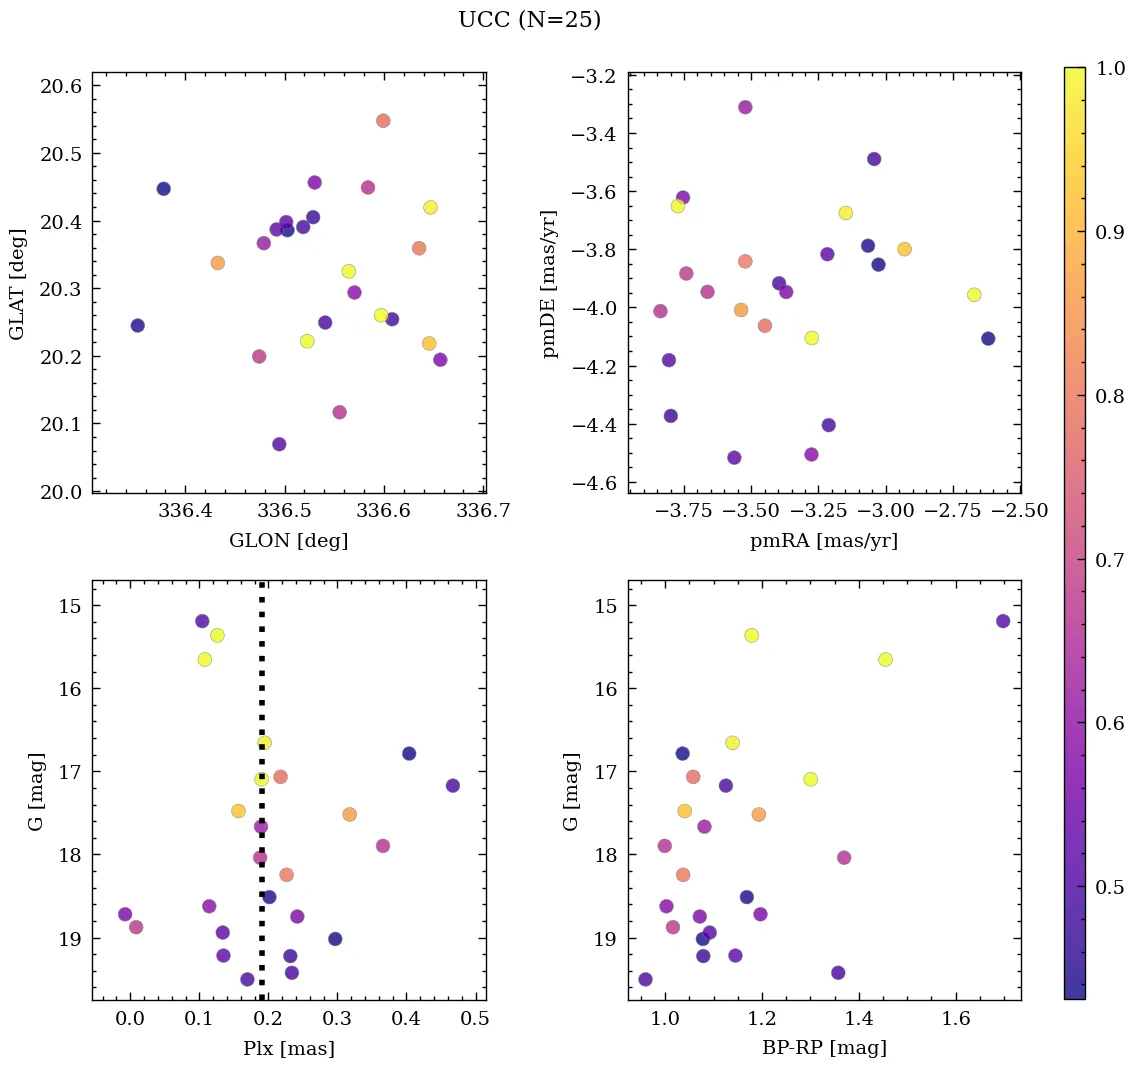 UCC (N=25)
20.6
20.5
20.4
20.3
20.2
20.1
20.0
GLAT [deg]
336.4 336.5 336.6 336.7
GLON [deg]
−3.2
−3.4
−3.6
−3.8
−4.0
−4.2
−4.4
−4.6
pmDE [mas/yr]
−3.75 −3.50 −3.25 −3.00 −2.75 −2.50
pmRA [mas/yr]
15
16
17
18
19
G [mag]
0.0 0.1 0.2 0.3 0.4 0.5
Plx [mas]
15
16
17
18
19
G [mag]
1.0 1.2 1.4 1.6
BP-RP [mag]
1.0
0.9
0.8
0.7
0.6
0.5